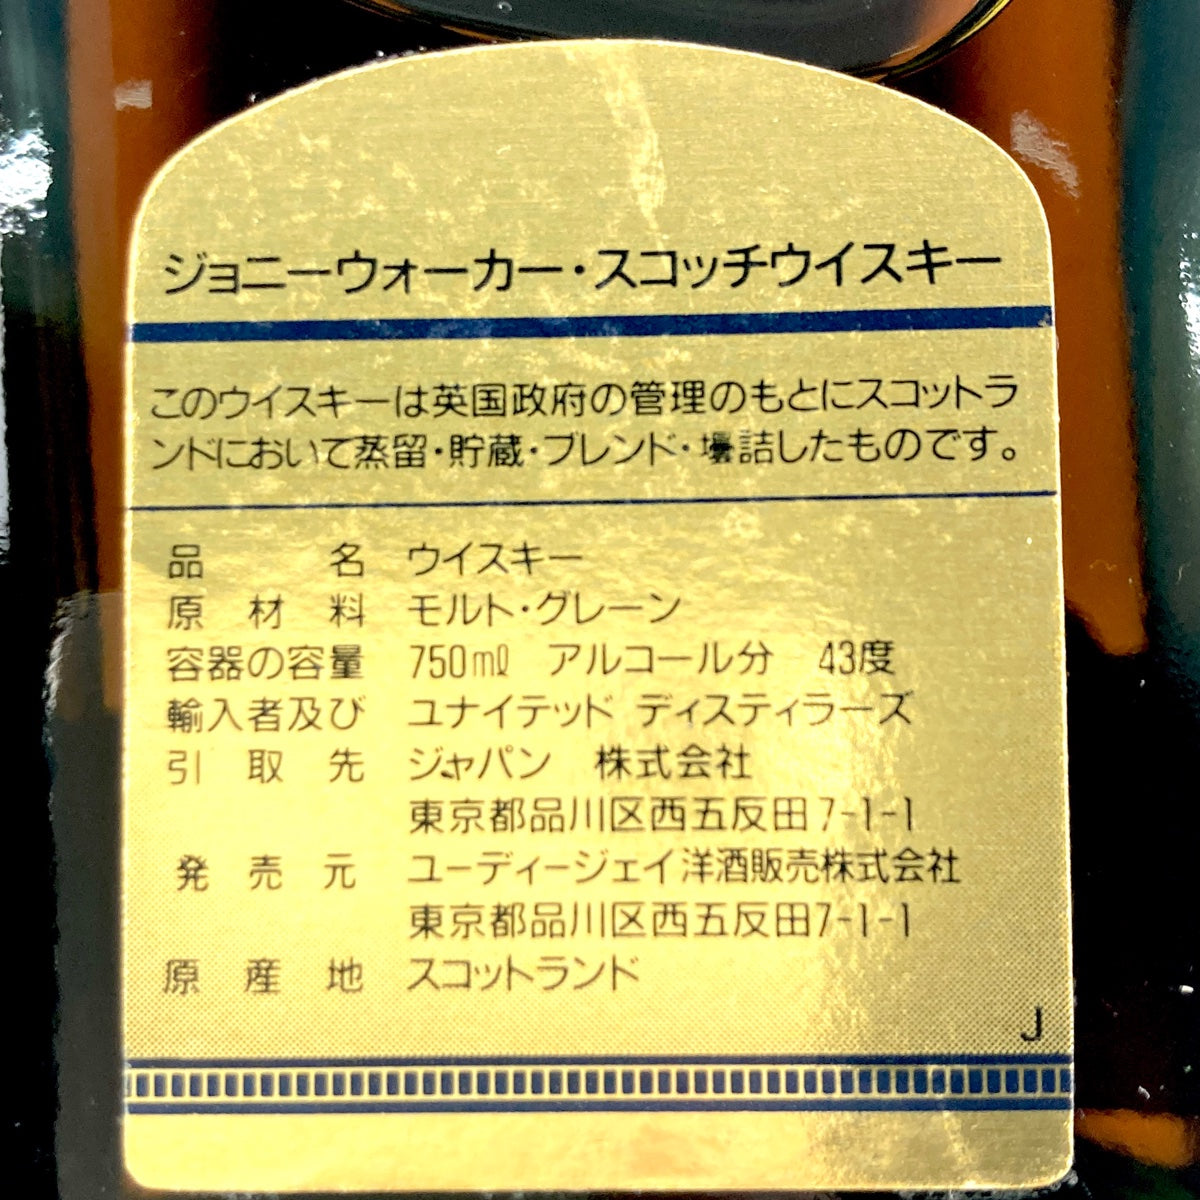 ジョニーウォーカー・スコッチウイスキー
このウイスキーは英国政府の管理のもとにスコットラ
ンドにおいて蒸留・貯蔵・ブレンド・壜詰したものです。
品名 ウイスキー
原材料 モルト・グレーン
容器の容量 750mℓ アルコール分 43度
輸入者及び ユナイテッド ディスティラーズ
引取先 ジャパン 株式会社
東京都品川区西五反田7-1-1
発売元 ユーディージェイ洋酒販売株式会社
東京都品川区西五反田7-1-1
原産地 スコットランド
J